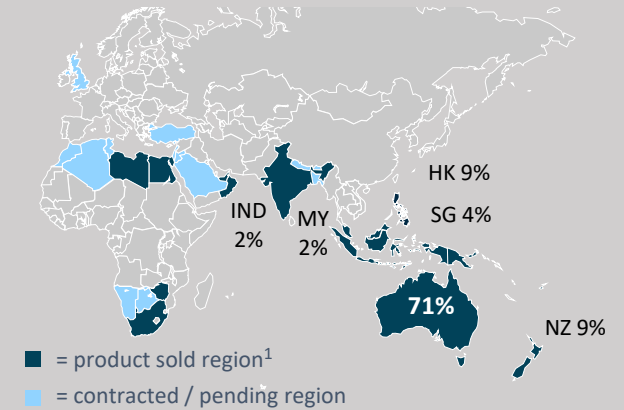 HK 9%
SG 4%
IND
2%
MY
2%
71%
NZ 9%
= product sold region¹
= contracted / pending region